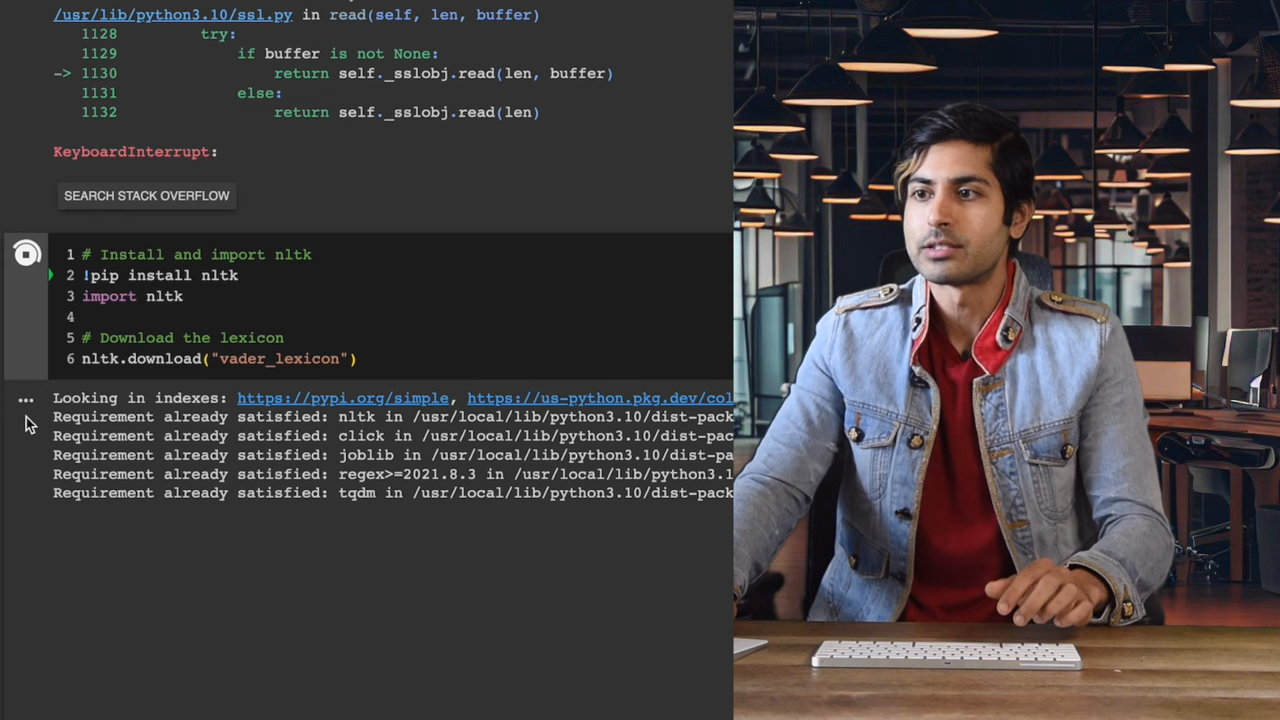 /usr/lib/python3.10/ssl.py in read(self, len, buffer)
1128 try:
1129 if buffer is not None:
-> 1130 return self._sslobj.read(len, buffer)
1131 else:
1132 return self._sslobj.read(len)
KeyboardInterrupt:
SEARCH STACK OVERFLOW
1 # Install and import nltk
2 !pip install nltk
3 import nltk
4
5 # Download the lexicon
6 nltk.download("vader_lexicon")
Looking in indexes: https://pypi.org/simple, https://us-python.pkg.dev/col
Requirement already satisfied: nltk in /usr/local/lib/python3.10/dist-pack
Requirement already satisfied: click in /usr/local/lib/python3.10/dist-pac
Requirement already satisfied: joblib in /usr/local/lib/python3.10/dist-pa
Requirement already satisfied: regex>=2021.8.3 in /usr/local/lib/python3.1
Requirement already satisfied: tqdm in /usr/local/lib/python3.10/dist-pack